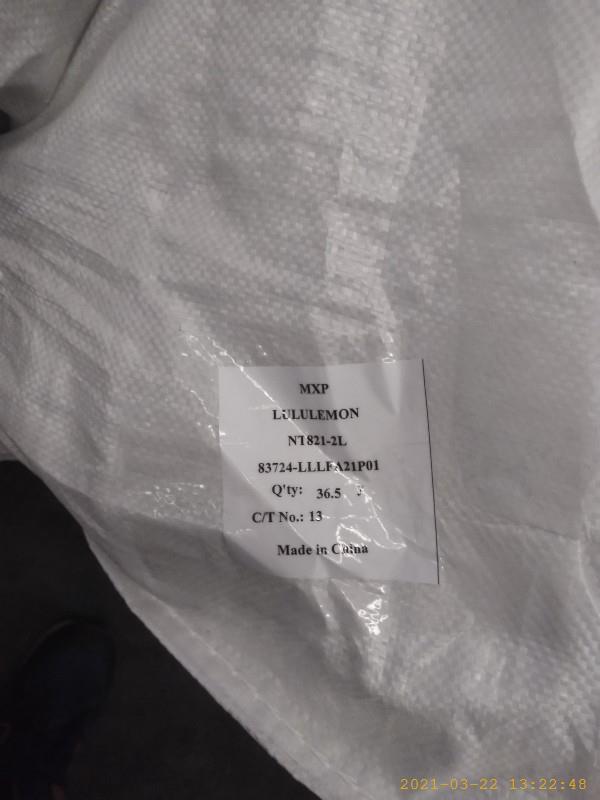 MXP
LULULEMON
NT821-2L
83724-LLLFA21P01
Q'ty: 36.5
C/T No.: 13
Made in China
2021-03-22 13:22:48